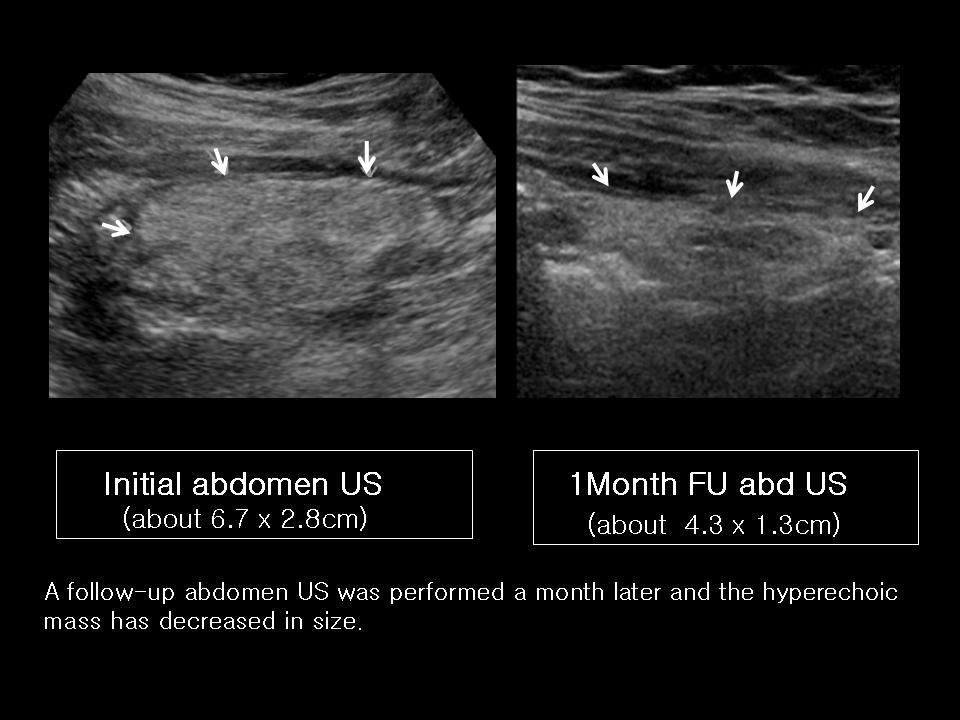 Initial abdomen US
(about 6.7 x 2.8cm)
1Month FU abd US
(about 4.3 x 1.3cm)
A follow-up abdomen US was performed a month later and the hyperechoic
mass has decreased in size.